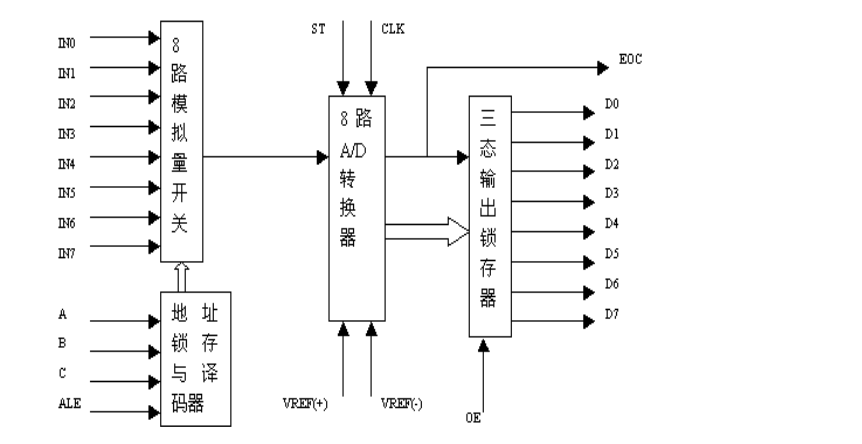 IN0
IN1
IN2
IN3
IN4
IN5
IN6
IN7
8
路
模
拟
量
开
关
A
B
C
ALE
地 址
锁 存
与 译
码器
ST
CLK
8 路
A/D
转
换
器
VREF(+)
VREF(-)
三
态
输
出
锁
存
器
OE
EOC
D0
D1
D2
D3
D4
D5
D6
D7